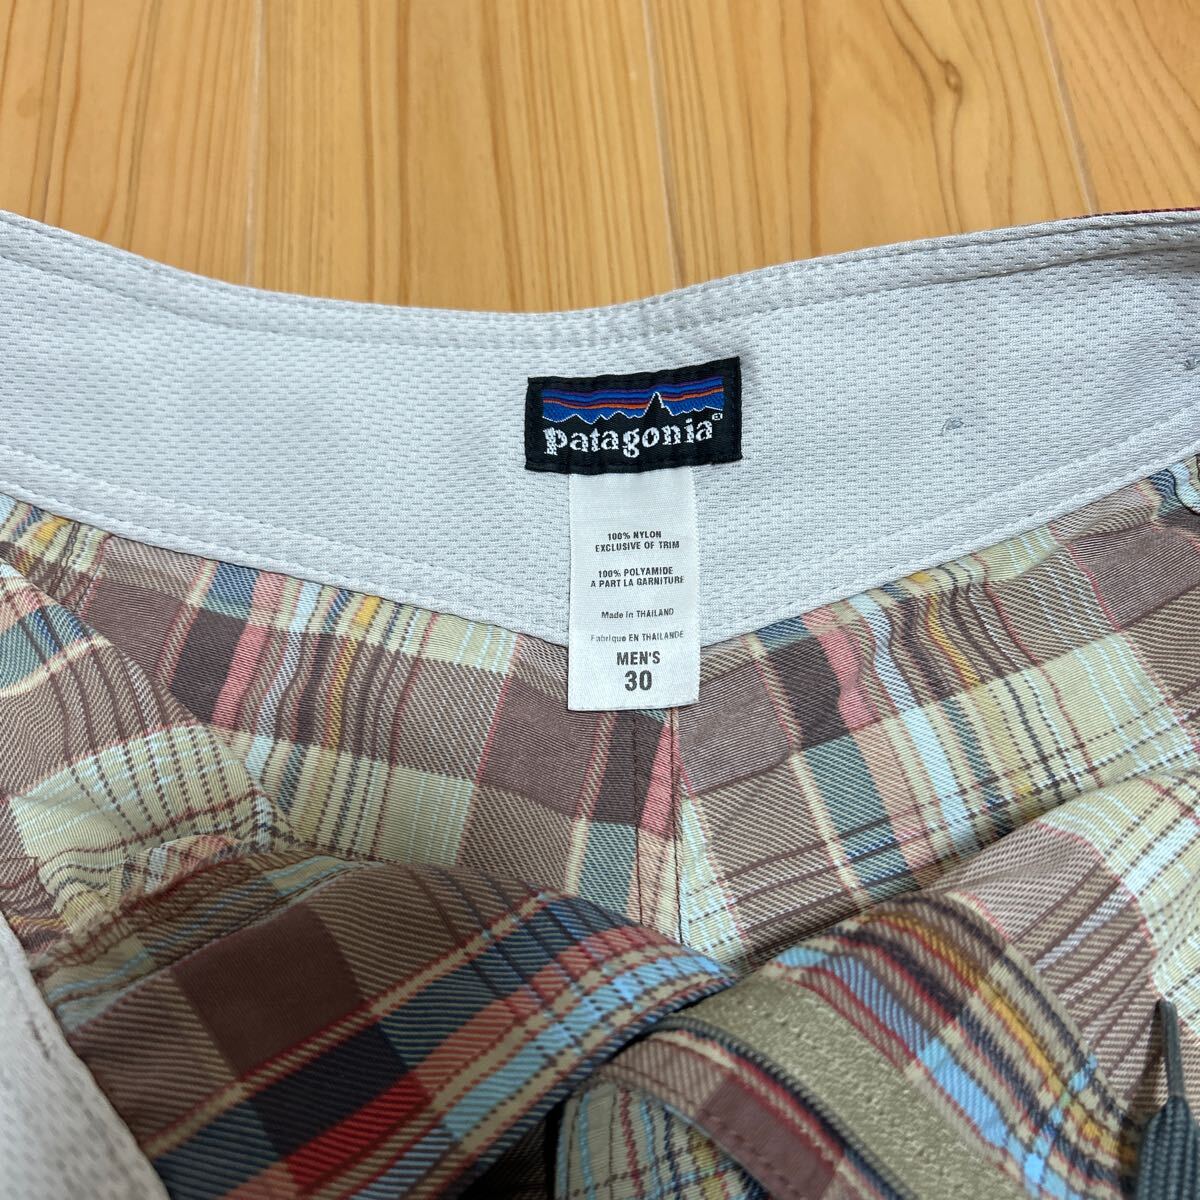 patagonia®
100% NYLON
EXCLUSIVE OF TRIM
100% POLYAMIDE
A PART LA GARNITURE
Made in THAILAND
Fabrique EN THAILANDE
MEN'S
30